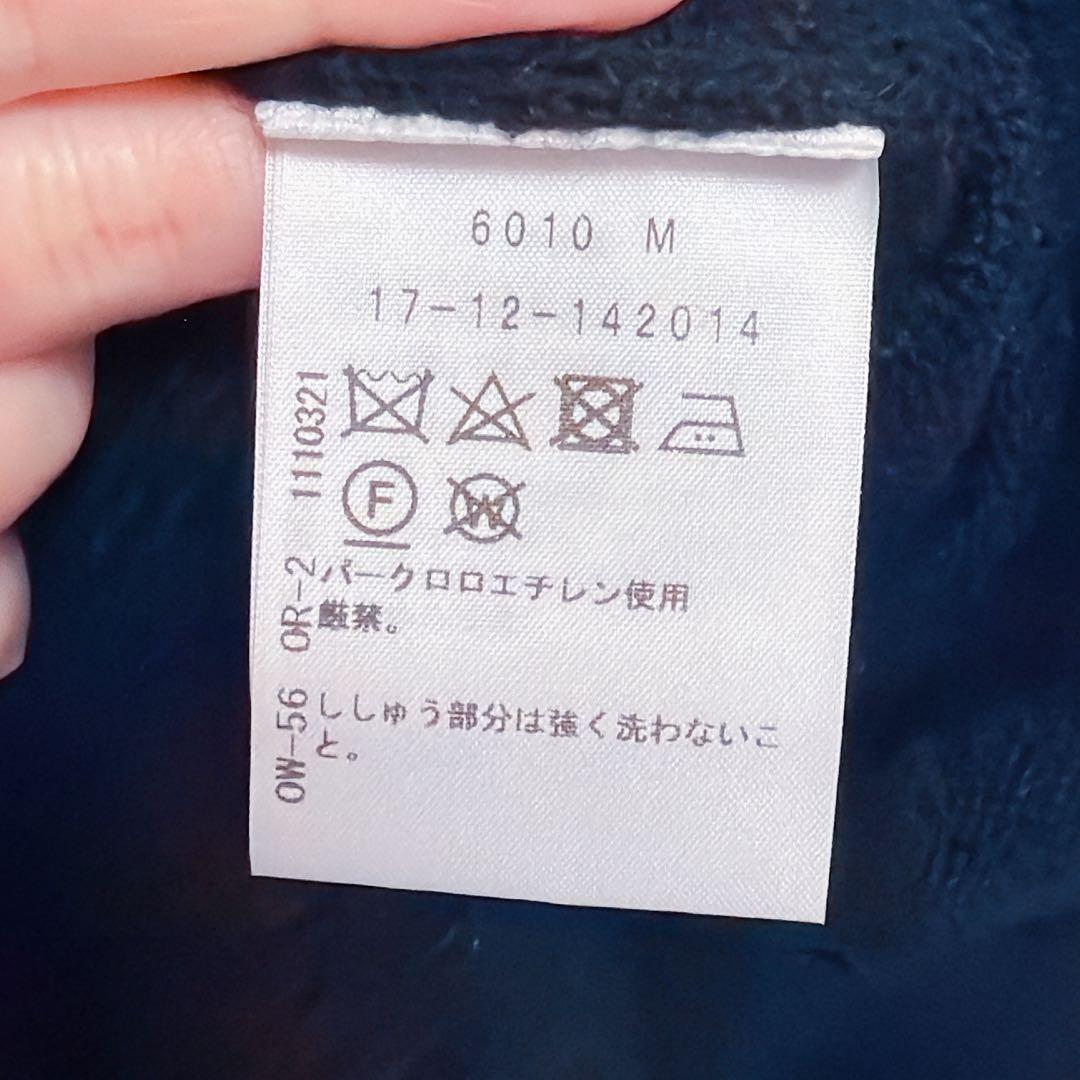 6010 M
17-12-142014
F
W
パークロロエチレン使用
厳禁。
ししゅう部分は強く洗わないこ
と。
OW-56 OR-2 1110321